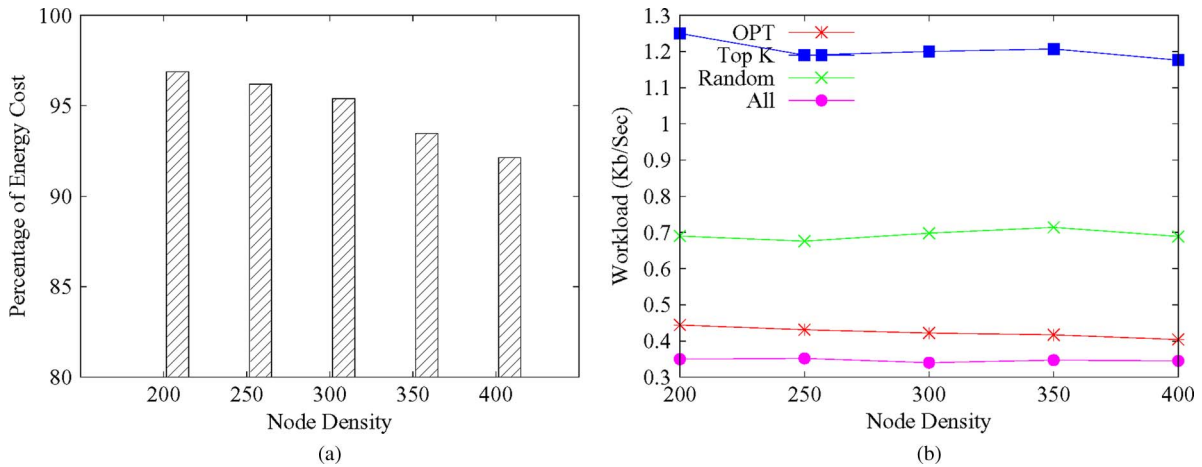 100
95
90
85
80
Percentage of Energy Cost
200 250 300 350 400
Node Density
(a)
1.3
1.2
1.1
1
0.9
0.8
0.7
0.6
0.5
0.4
0.3
Workload (Kb/Sec)
OPT
Top K
Random
All
200 250 300 350 400
Node Density
(b)